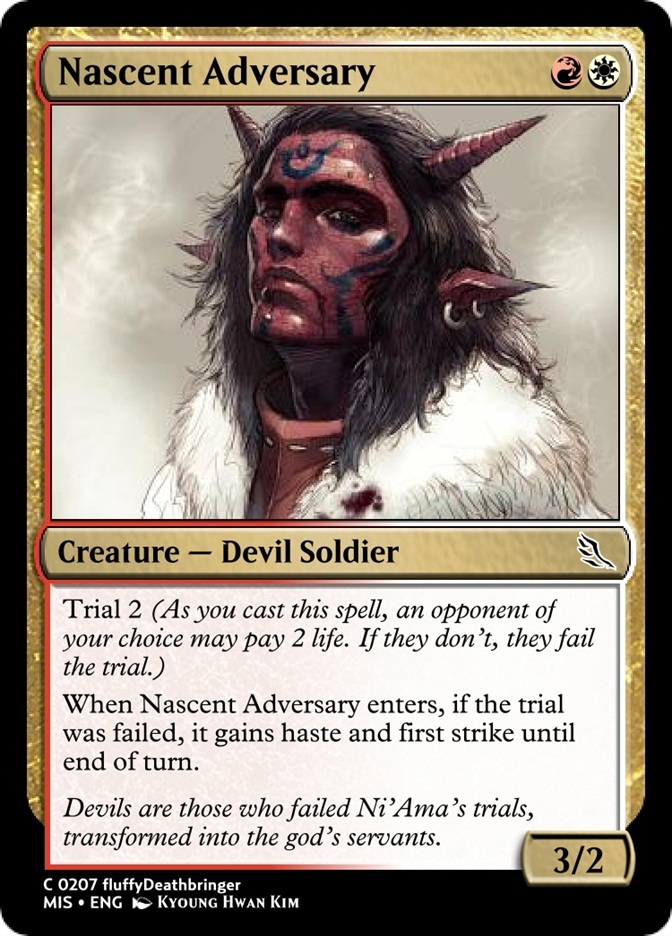 Nascent Adversary
Creature — Devil Soldier
Trial 2 (As you cast this spell, an opponent of
your choice may pay 2 life. If they don't, they fail
the trial.)
When Nascent Adversary enters, if the trial
was failed, it gains haste and first strike until
end of turn.
Devils are those who failed Ni'Ama's trials,
transformed into the god's servants.
3/2
C 0207 fluffyDeathbringer
MIS • ENG Kyoung Hwan Kim